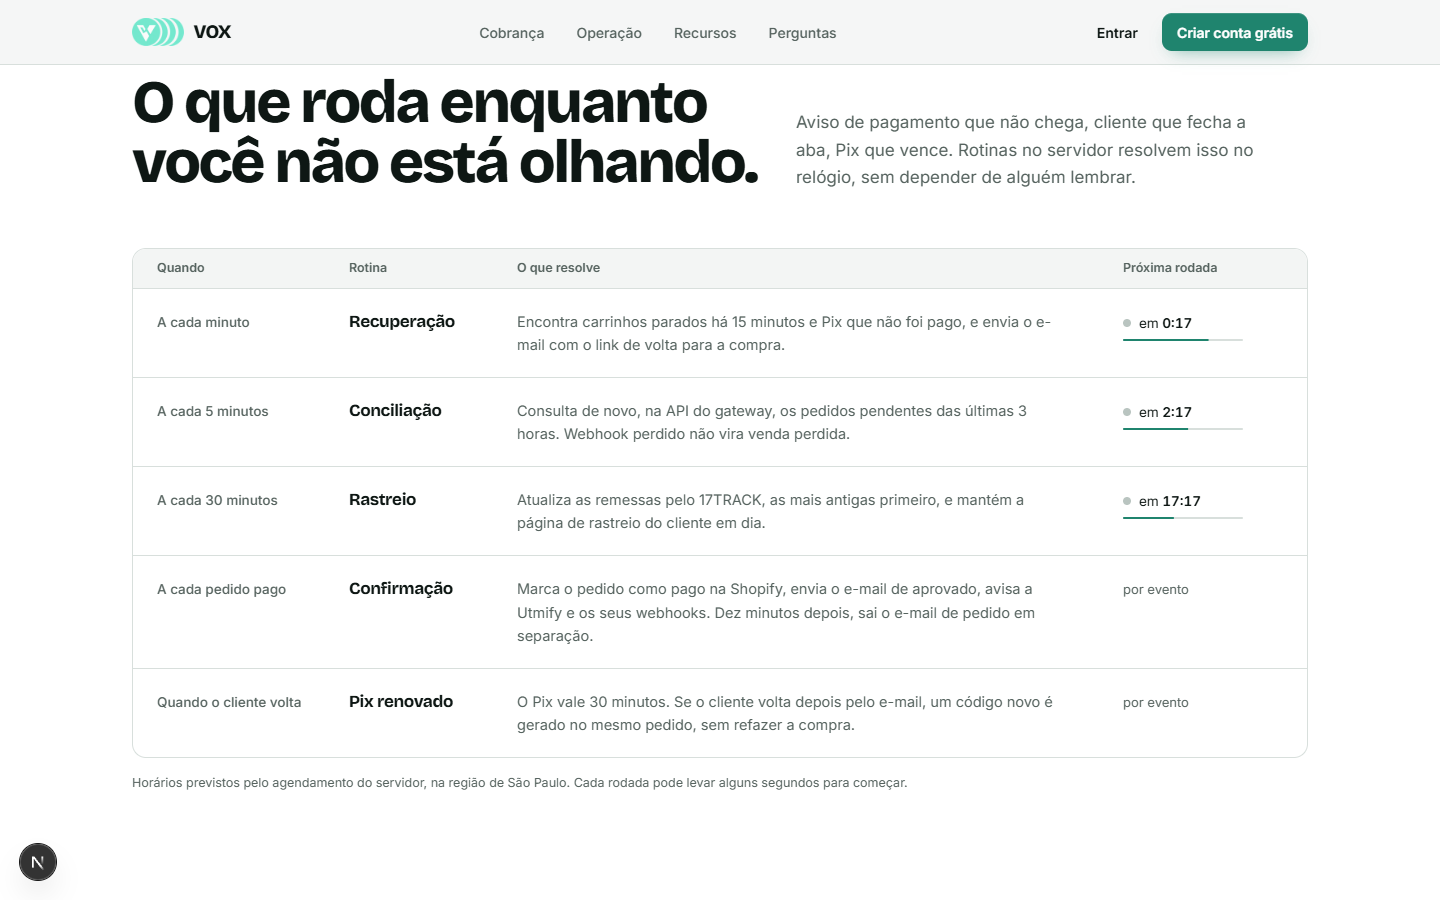 VOX
Cobrança
Operação
Recursos
Perguntas
Entrar
Criar conta grátis
O que roda enquanto
você não está olhando.
Aviso de pagamento que não chega, cliente que fecha a
aba, Pix que vence. Rotinas no servidor resolvem isso no
relógio, sem depender de alguém lembrar.
Quando
Rotina
O que resolve
Próxima rodada
A cada minuto
Recuperação
Encontra carrinhos parados há 15 minutos e Pix que não foi pago, e envia o e-
mail com o link de volta para a compra.
em 0:17
A cada 5 minutos
Conciliação
Consulta de novo, na API do gateway, os pedidos pendentes das últimas 3
horas. Webhook perdido não vira venda perdida.
em 2:17
A cada 30 minutos
Rastreio
Atualiza as remessas pelo 17TRACK, as mais antigas primeiro, e mantém a
página de rastreio do cliente em dia.
em 17:17
A cada pedido pago
Confirmação
Marca o pedido como pago na Shopify, envia o e-mail de aprovado, avisa a
Utmify e os seus webhooks. Dez minutos depois, sai o e-mail de pedido em
separação.
por evento
Quando o cliente volta
Pix renovado
O Pix vale 30 minutos. Se o cliente volta depois pelo e-mail, um código novo é
gerado no mesmo pedido, sem refazer a compra.
por evento
Horários previstos pelo agendamento do servidor, na região de São Paulo. Cada rodada pode levar alguns segundos para começar.
N